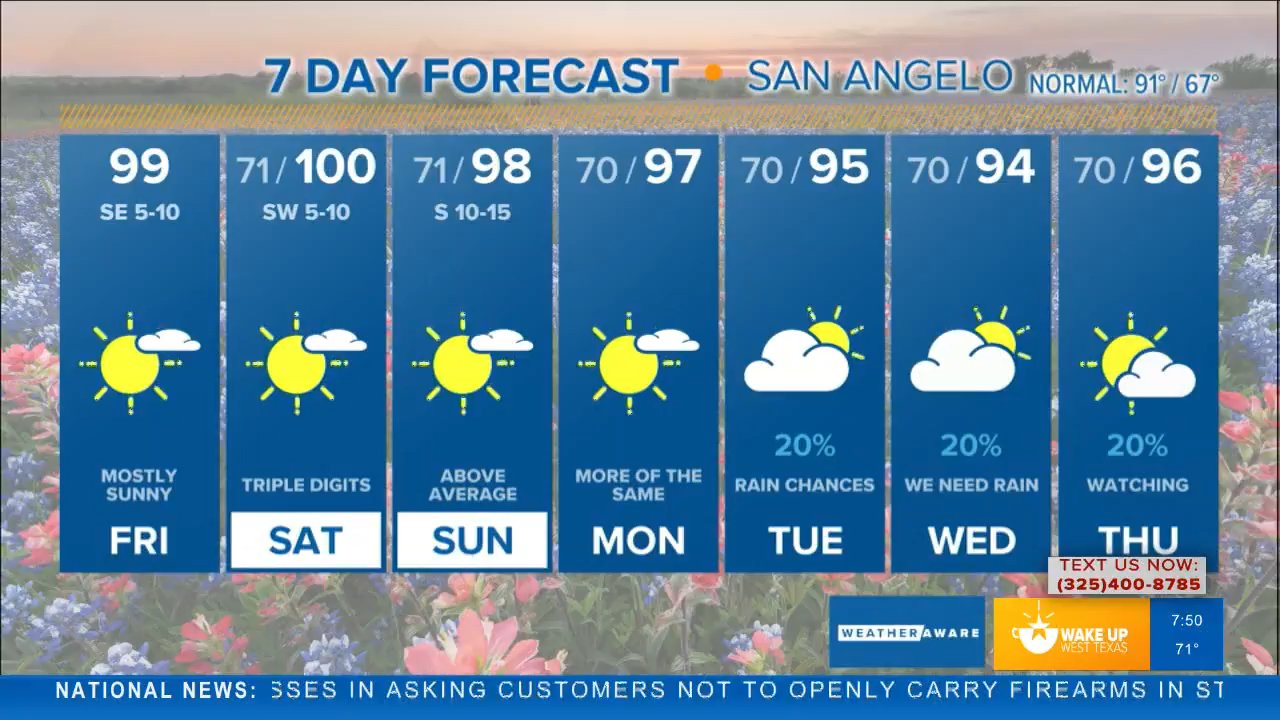 7 DAY FORECAST • SAN ANGELO NORMAL: 91° / 67°
99
SE 5-10
MOSTLY
SUNNY
FRI
71 / 100
SW 5-10
TRIPLE DIGITS
SAT
71 / 98
S 10-15
ABOVE
AVERAGE
SUN
70 / 97
MORE OF THE
SAME
MON
70 / 95
20%
RAIN CHANCES
TUE
70 / 94
20%
WE NEED RAIN
WED
70 / 96
20%
WATCHING
THU
TEXT US NOW:
(325)400-8785
WEATHER AWARE
WAKE UP
WEST TEXAS
7:50
71°
NATIONAL NEWS: SSES IN ASKING CUSTOMERS NOT TO OPENLY CARRY FIREARMS IN ST